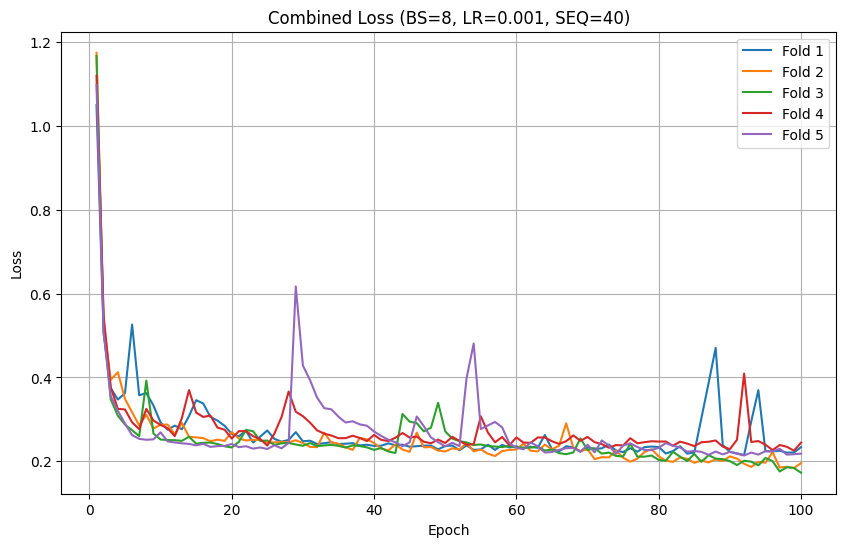 Combined Loss (BS=8, LR=0.001, SEQ=40)
Fold 1
Fold 2
Fold 3
Fold 4
Fold 5
Loss
1.2
1.0
0.8
0.6
0.4
0.2
0
20
40
60
80
100
Epoch